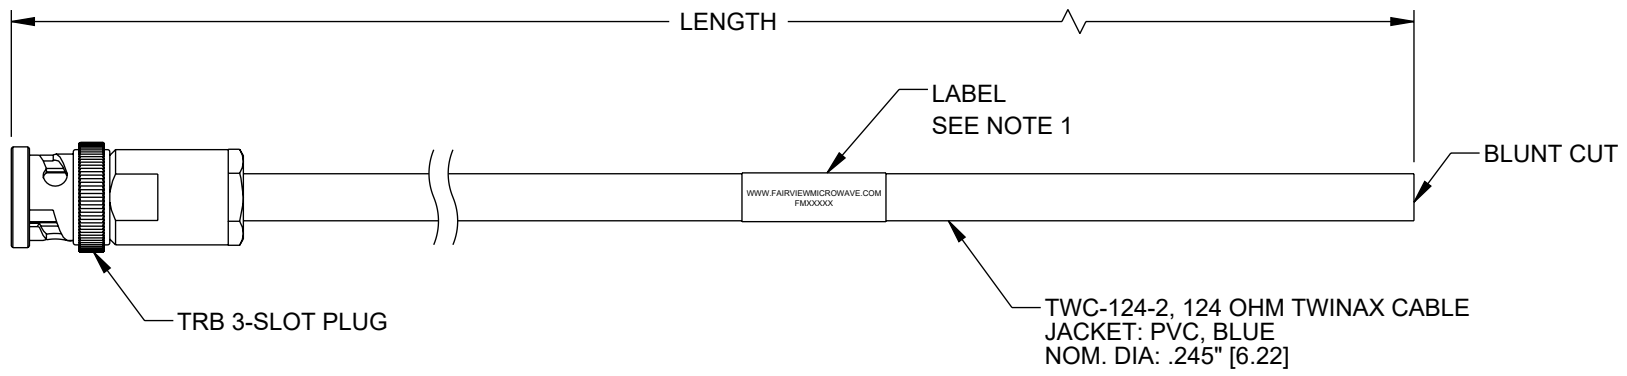 LENGTH
LABEL
SEE NOTE 1
BLUNT CUT
WWW.FAIRVIEWMICROWAVE.COM
FMXXXXX
TRB 3-SLOT PLUG
TWC-124-2, 124 OHM TWINAX CABLE
JACKET: PVC, BLUE
NOM. DIA: .245" [6.22]